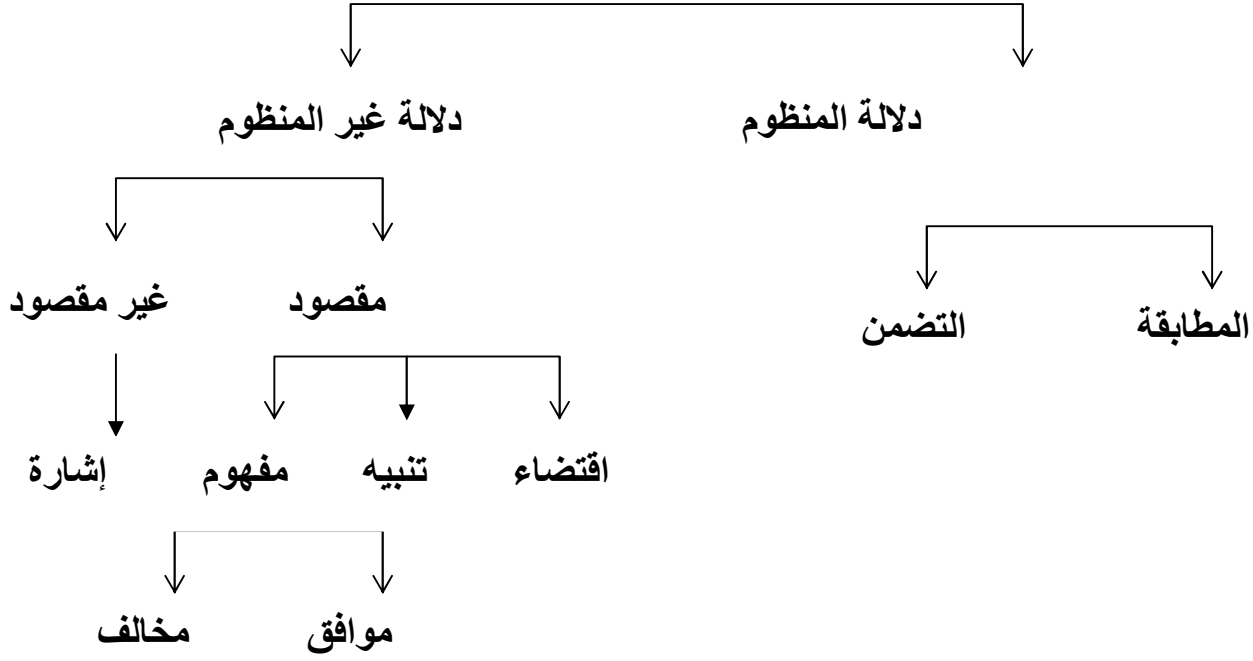 دلالة المنظوم دلالة غير المنظوم
مقصود غير مقصود
المطابقة التضمن
اقتضاء تنبيه مفهوم إشارة
موافق مخالف